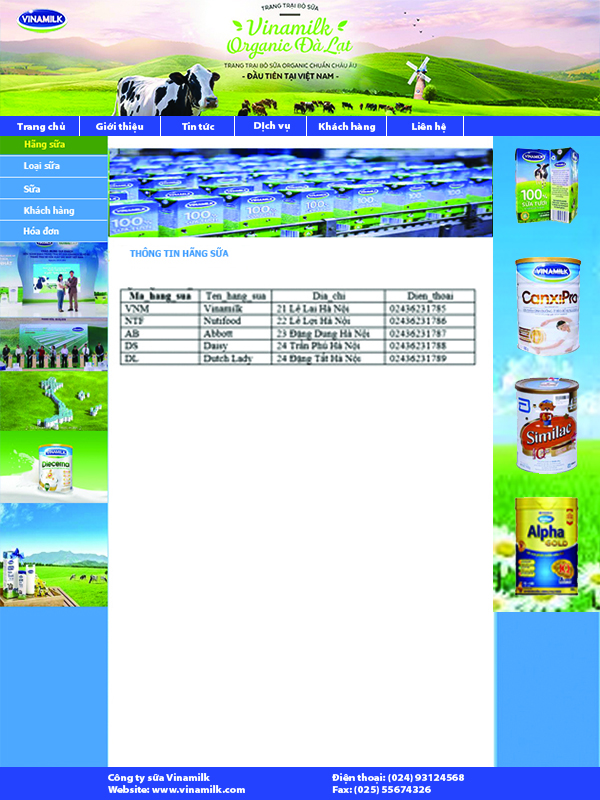 VINAMILK
TRANG TRẠI BÒ SỮA
Vinamilk
Organic Đà Lạt
TRANG TRẠI BÒ SỮA ORGANIC CHUẨN CHÂU ÂU
- ĐẦU TIÊN TẠI VIỆT NAM -
Trang chủ Giới thiệu Tin tức Dịch vụ Khách hàng Liên hệ
Hãng sữa
Loại sữa
Sữa
Khách hàng
Hóa đơn
100%
THÔNG TIN HÃNG SỮA
Ma_hang_sua Ten_hang_sua Dia_chi Dien_thoai
VNM Vinamilk 21 Lê Lai Hà Nội 02436231785
NTF Nutifood 22 Lê Lợi Hà Nội 02436231786
AB Abbott 23 Đặng Dung Hà Nội 02436231787
DS Daisy 24 Trần Phú Hà Nội 02436231788
DL Dutch Lady 24 Đặng Tất Hà Nội 02436231789
VINAMILK
Diecerna
VINAMILK
100%
SỮA TƯƠI
VINAMILK
CanxiPro
Similac
Alpha
GOLD
Công ty sữa Vinamilk Điện thoại: (024) 93124568
Website: www.vinamilk.com Fax: (025) 55674326